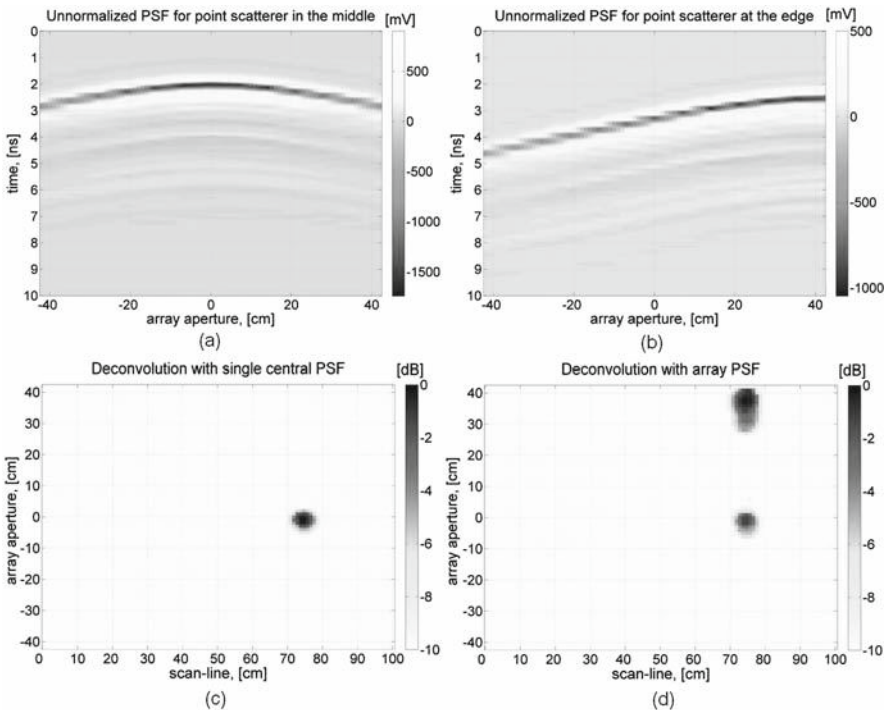 Unnormalized PSF for point scatterer in the middle
[mV]
0
1
2
3
4
5
6
7
8
9
10
time, [ns]
-40 -20 0 20 40
array aperture, [cm]
500
0
-500
-1000
-1500
(a)
Unnormalized PSF for point scatterer at the edge
[mV]
0
1
2
3
4
5
6
7
8
9
10
time, [ns]
-40 -20 0 20 40
array aperture, [cm]
500
0
-500
-1000
(b)
Deconvolution with single central PSF
[dB]
40
30
20
10
0
-10
-20
-30
-40
array aperture, [cm]
0 10 20 30 40 50 60 70 80 90 100
scan-line, [cm]
0
-2
-4
-6
-8
-10
(c)
Deconvolution with array PSF
[dB]
40
30
20
10
0
-10
-20
-30
-40
array aperture, [cm]
0 10 20 30 40 50 60 70 80 90 100
scan-line, [cm]
0
-2
-4
-6
-8
-10
(d)